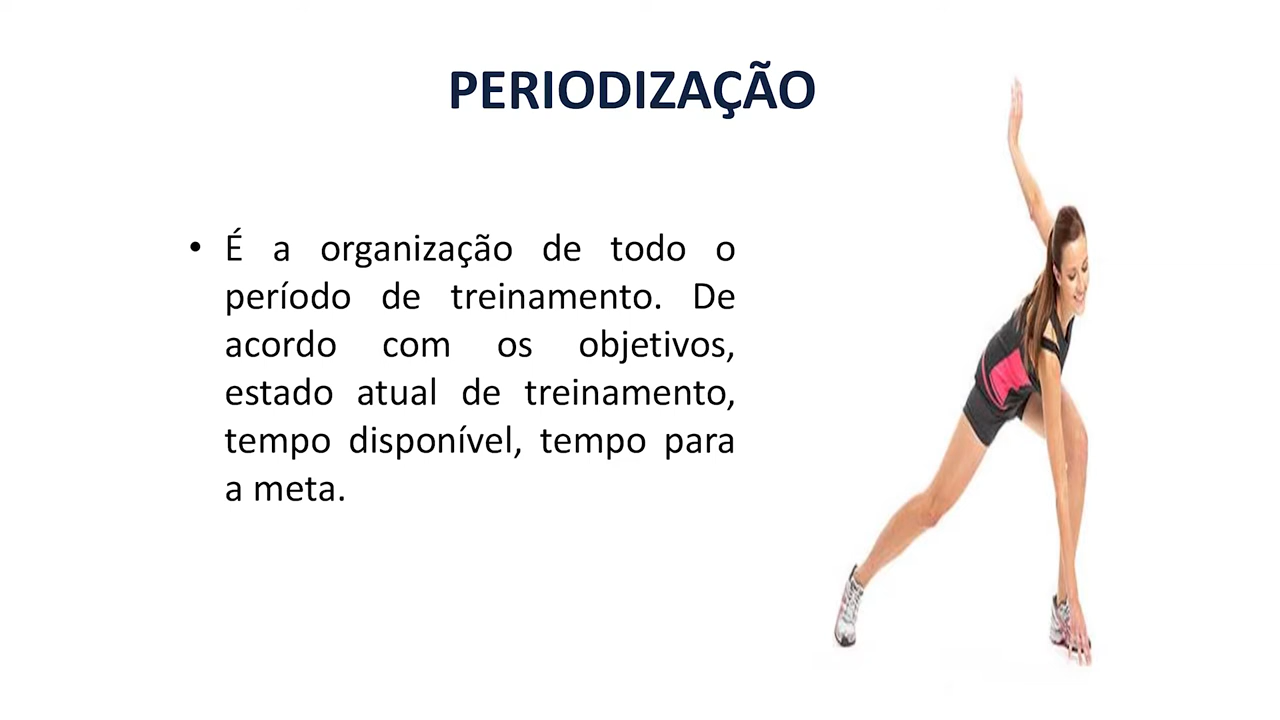 PERIODIZAÇÃO
• É a organização de todo o
período de treinamento. De
acordo com os objetivos,
estado atual de treinamento,
tempo disponível, tempo para
a meta.